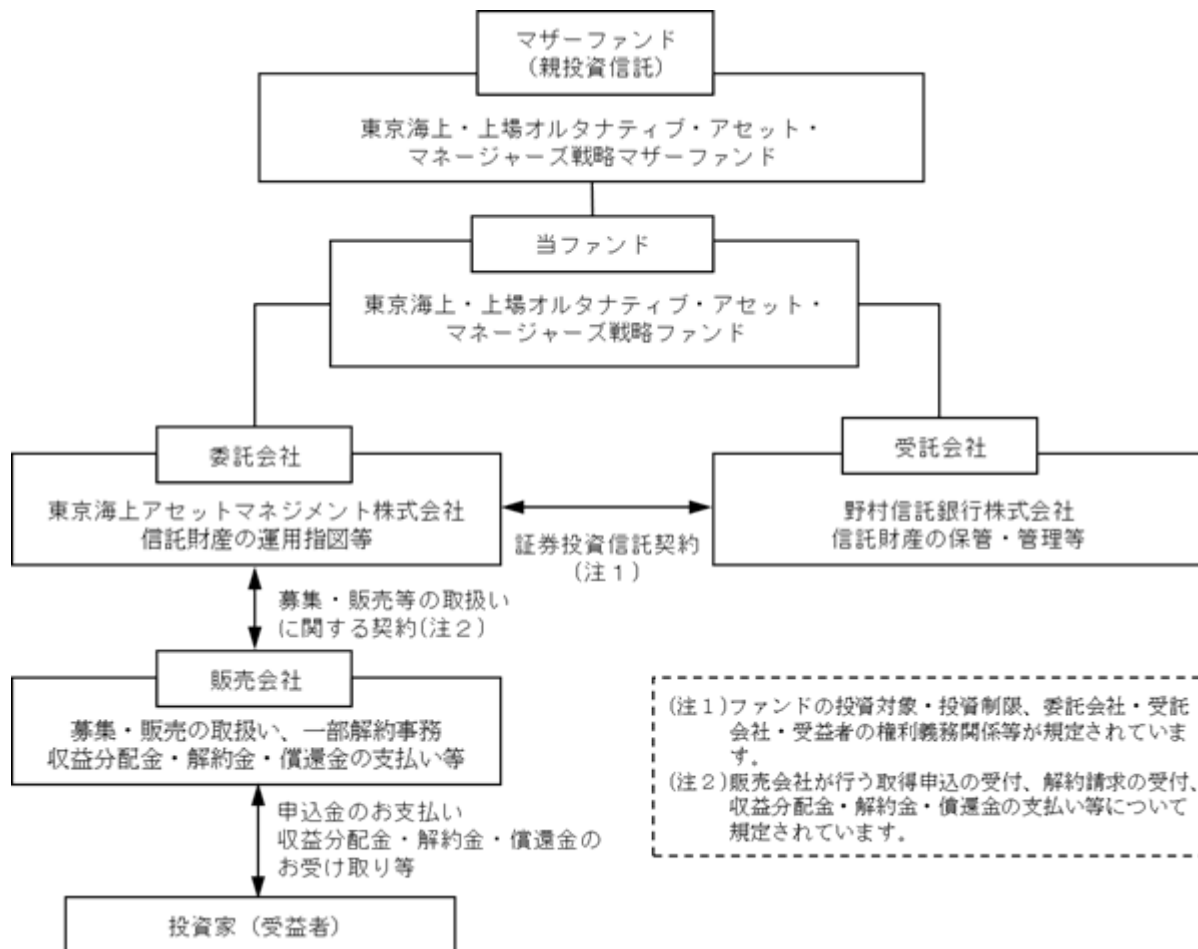 マザーファンド
(親投資信託)
東京海上・上場オルタナティブ・アセット・
マネージャーズ戦略マザーファンド
当ファンド
東京海上・上場オルタナティブ・アセット・
マネージャーズ戦略ファンド
委託会社
東京海上アセットマネジメント株式会社
信託財産の運用指図等
証券投資信託契約
(注１)
受託会社
野村信託銀行株式会社
信託財産の保管・管理等
募集・販売等の取扱い
に関する契約(注２)
販売会社
募集・販売の取扱い、一部解約事務
収益分配金・解約金・償還金の支払い等
申込金のお支払い
収益分配金・解約金・償還金の
お受け取り等
投資家（受益者）
(注１)ファンドの投資対象・投資制限、委託会社・受託
会社・受益者の権利義務関係等が規定されていま
す。
(注２)販売会社が行う取得申込の受付、解約請求の受付、
収益分配金・解約金・償還金の支払い等について
規定されています。